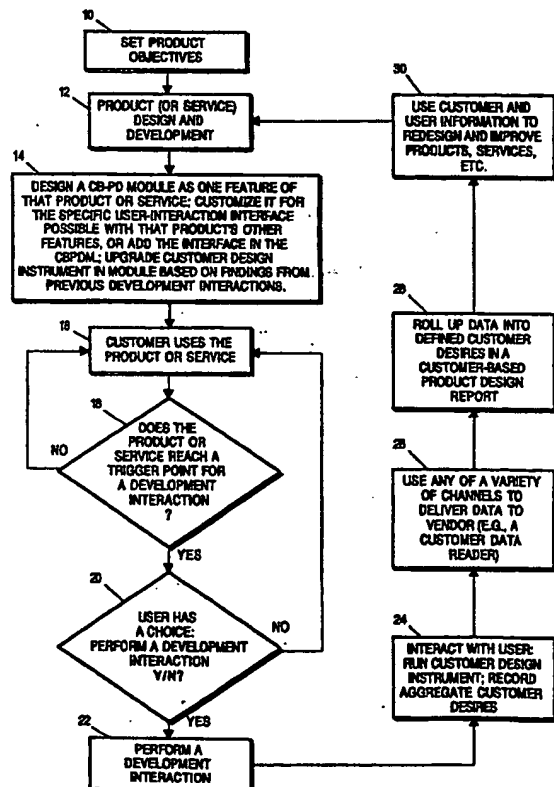 10
SET PRODUCT
OBJECTIVES
12
PRODUCT (OR SERVICE)
DESIGN AND
DEVELOPMENT
14
DESIGN A CB-PD MODULE AS ONE FEATURE OF
THAT PRODUCT OR SERVICE; CUSTOMIZE IT FOR
THE SPECIFIC USER-INTERACTION INTERFACE
POSSIBLE WITH THAT PRODUCT'S OTHER
FEATURES, OR ADD THE INTERFACE IN THE
CBPDM; UPGRADE CUSTOMER DESIGN
INSTRUMENT IN MODULE BASED ON FINDINGS FROM
PREVIOUS DEVELOPMENT INTERACTIONS.
16
CUSTOMER USES THE
PRODUCT OR SERVICE
18
NO
DOES THE
PRODUCT OR
SERVICE REACH A
TRIGGER POINT FOR
A DEVELOPMENT
INTERACTION
?
YES
20
USER HAS
A CHOICE:
PERFORM A DEVELOPMENT
INTERACTION
Y/N?
NO
YES
22
PERFORM A
DEVELOPMENT
INTERACTION
30
USE CUSTOMER AND
USER INFORMATION TO
REDESIGN AND IMPROVE
PRODUCTS, SERVICES,
ETC.
28
ROLL UP DATA INTO
DEFINED CUSTOMER
DESIRES IN A
CUSTOMER-BASED
PRODUCT DESIGN
REPORT
26
USE ANY OF A VARIETY
OF CHANNELS TO
DELIVER DATA TO
VENDOR (E.G., A
CUSTOMER DATA
READER)
24
INTERACT WITH USER:
RUN CUSTOMER DESIGN
INSTRUMENT; RECORD
AGGREGATE CUSTOMER
DESIRES